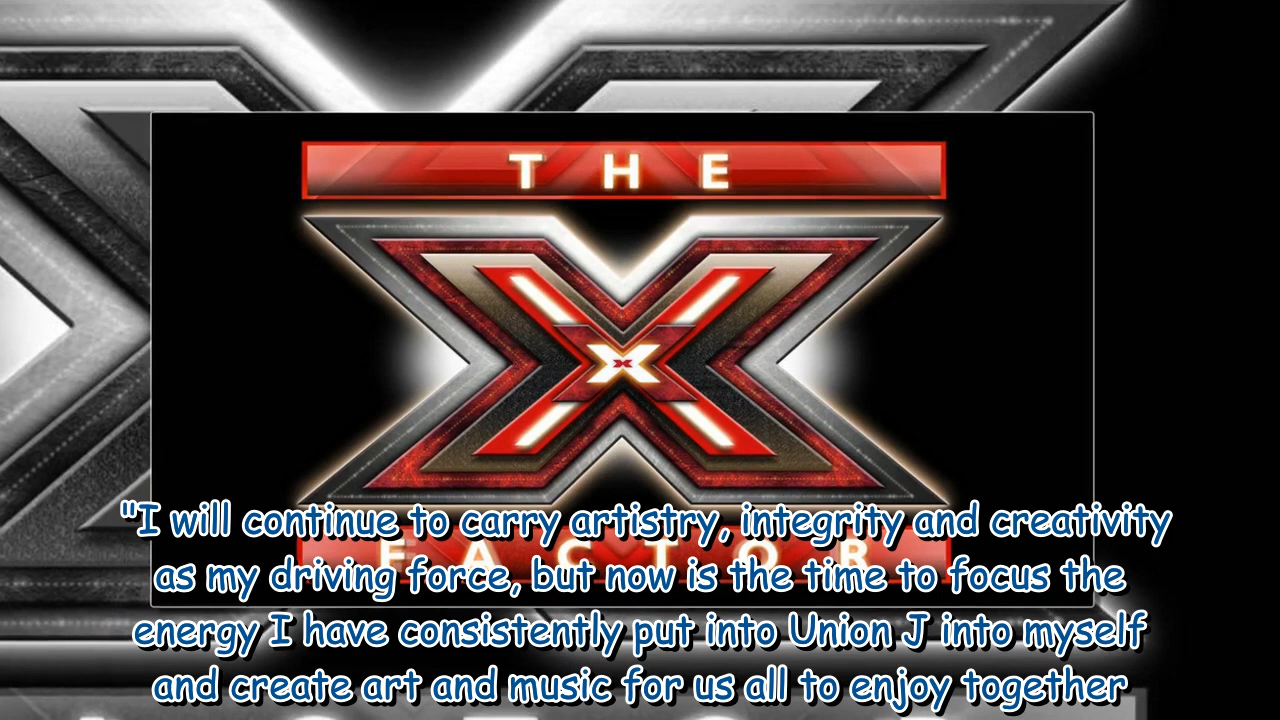 THE
X
FACTOR
"I will continue to carry artistry, integrity and creativity
as my driving force, but now is the time to focus the
energy I have consistently put into Union J into myself
and create art and music for us all to enjoy together